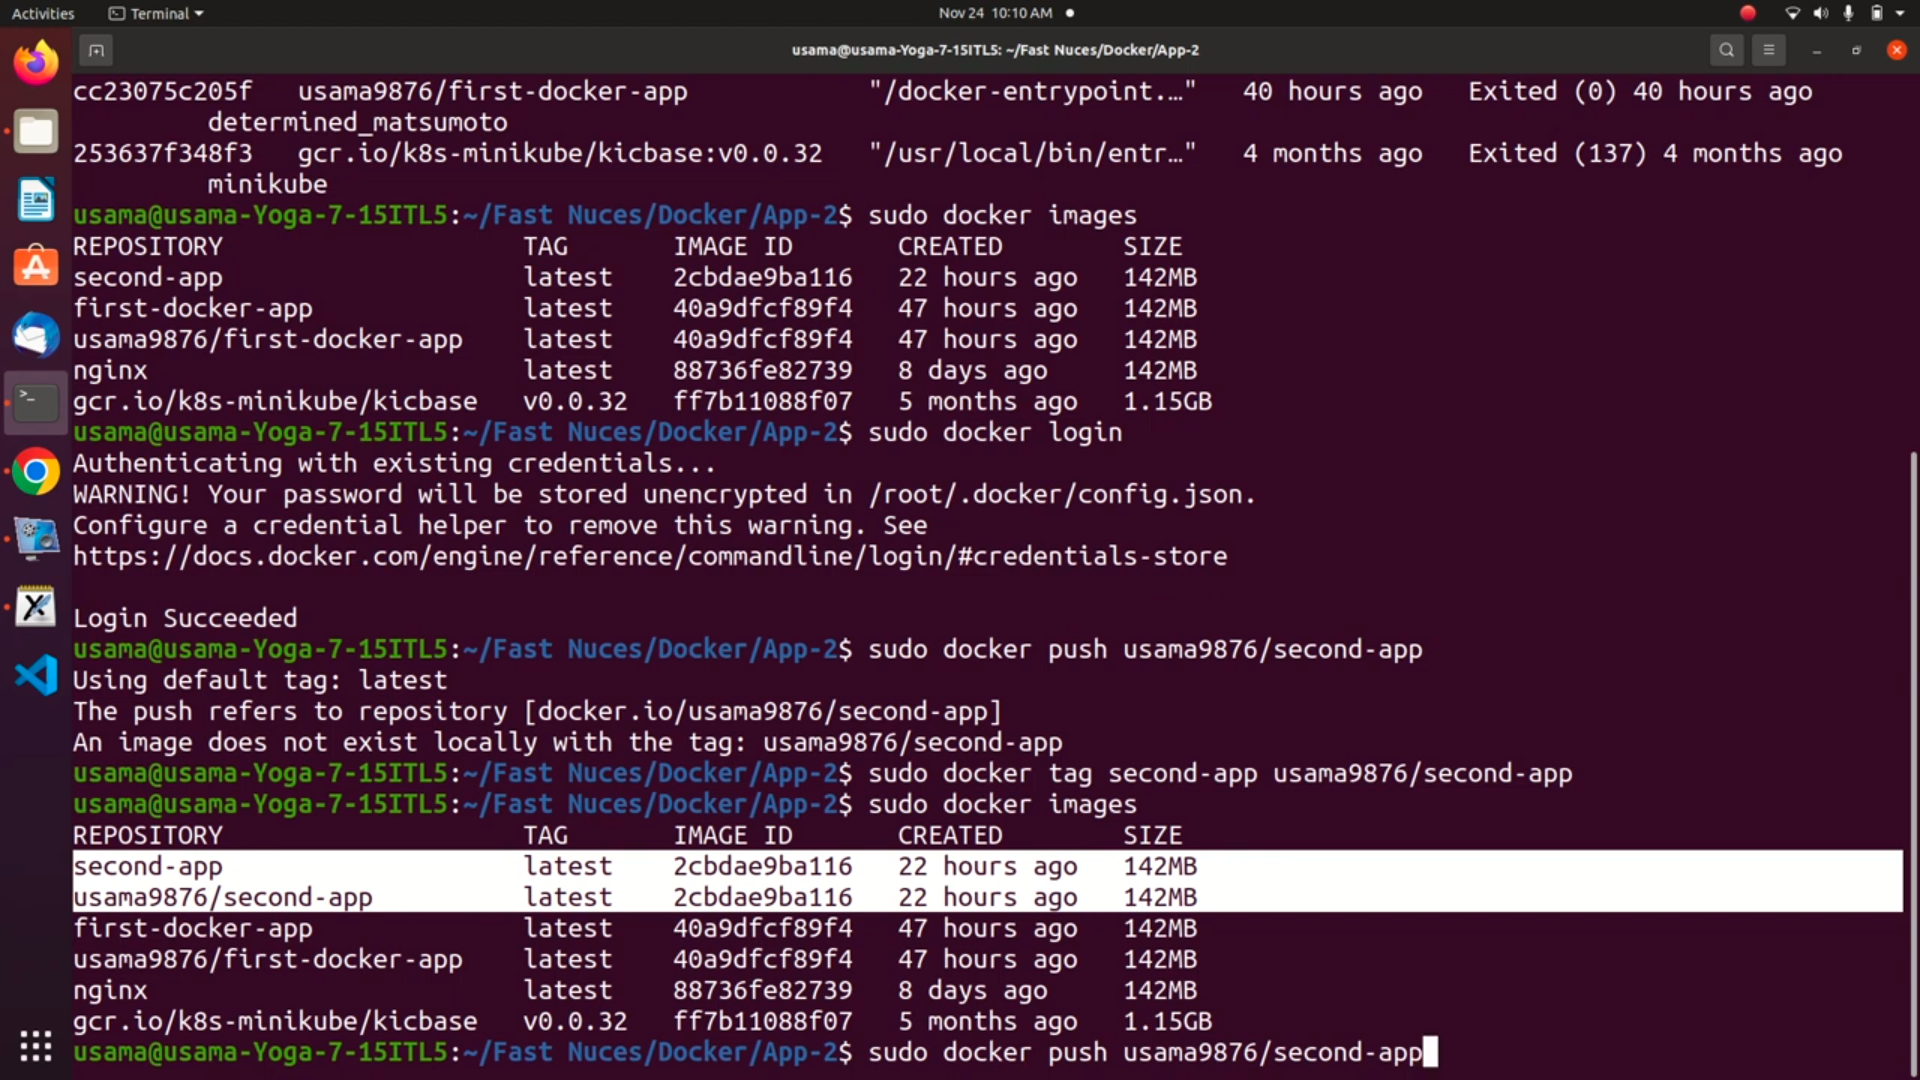 Activities Terminal Nov 24 10:10 AM
usama@usama-Yoga-7-15ITL5: ~/Fast Nuces/Docker/App-2
cc23075c205f usama9876/first-docker-app "/docker-entrypoint.…" 40 hours ago Exited (0) 40 hours ago
determined_matsumoto
253637f348f3 gcr.io/k8s-minikube/kicbase:v0.0.32 "/usr/local/bin/entr…" 4 months ago Exited (137) 4 months ago
minikube
usama@usama-Yoga-7-15ITL5:~/Fast Nuces/Docker/App-2$ sudo docker images
REPOSITORY TAG IMAGE ID CREATED SIZE
second-app latest 2cbdae9ba116 22 hours ago 142MB
first-docker-app latest 40a9dfcf89f4 47 hours ago 142MB
usama9876/first-docker-app latest 40a9dfcf89f4 47 hours ago 142MB
nginx latest 88736fe82739 8 days ago 142MB
gcr.io/k8s-minikube/kicbase v0.0.32 ff7b11088f07 5 months ago 1.15GB
usama@usama-Yoga-7-15ITL5:~/Fast Nuces/Docker/App-2$ sudo docker login
Authenticating with existing credentials...
WARNING! Your password will be stored unencrypted in /root/.docker/config.json.
Configure a credential helper to remove this warning. See
https://docs.docker.com/engine/reference/commandline/login/#credentials-store
Login Succeeded
usama@usama-Yoga-7-15ITL5:~/Fast Nuces/Docker/App-2$ sudo docker push usama9876/second-app
Using default tag: latest
The push refers to repository [docker.io/usama9876/second-app]
An image does not exist locally with the tag: usama9876/second-app
usama@usama-Yoga-7-15ITL5:~/Fast Nuces/Docker/App-2$ sudo docker tag second-app usama9876/second-app
usama@usama-Yoga-7-15ITL5:~/Fast Nuces/Docker/App-2$ sudo docker images
REPOSITORY TAG IMAGE ID CREATED SIZE
second-app latest 2cbdae9ba116 22 hours ago 142MB
usama9876/second-app latest 2cbdae9ba116 22 hours ago 142MB
first-docker-app latest 40a9dfcf89f4 47 hours ago 142MB
usama9876/first-docker-app latest 40a9dfcf89f4 47 hours ago 142MB
nginx latest 88736fe82739 8 days ago 142MB
gcr.io/k8s-minikube/kicbase v0.0.32 ff7b11088f07 5 months ago 1.15GB
usama@usama-Yoga-7-15ITL5:~/Fast Nuces/Docker/App-2$ sudo docker push usama9876/second-app